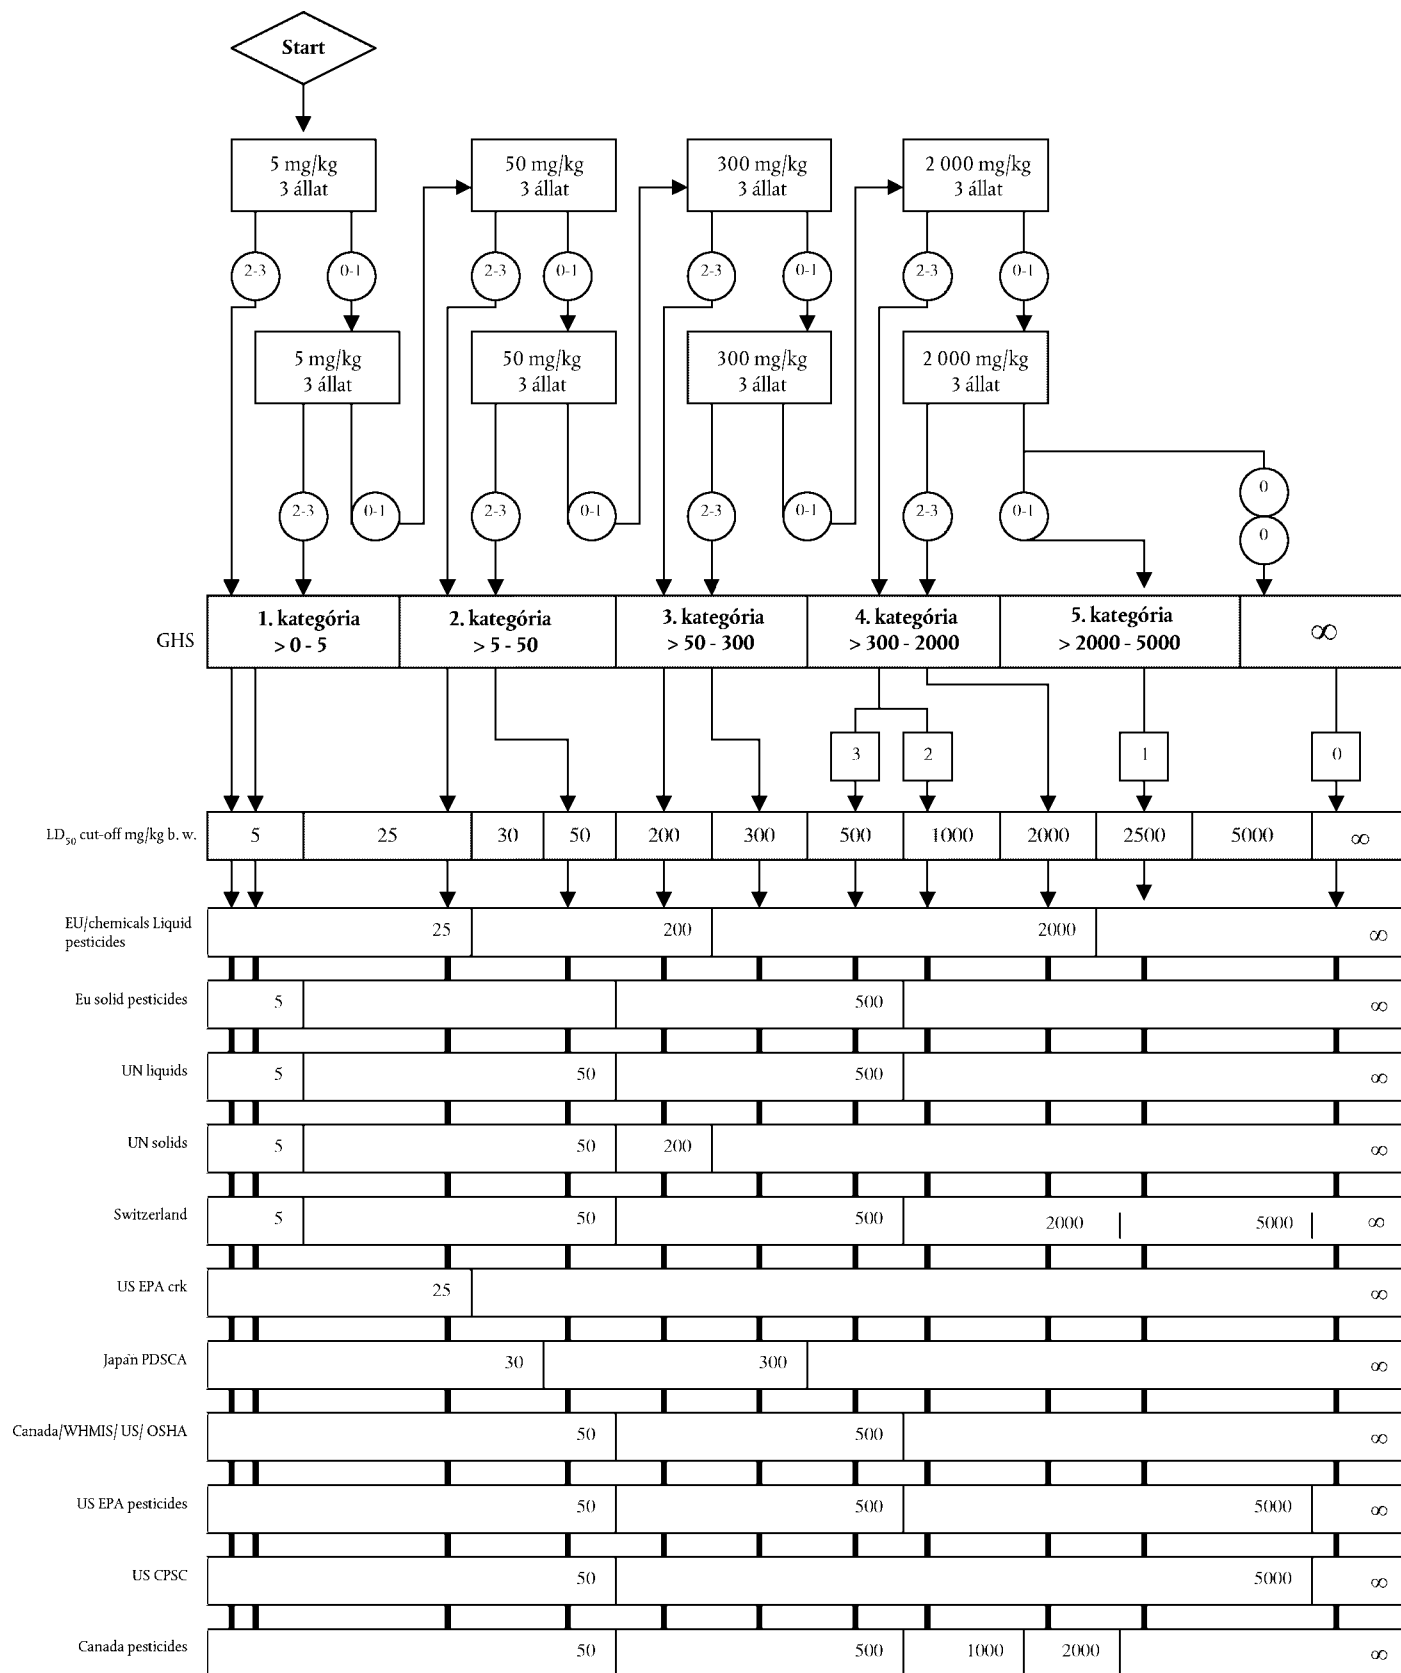 Start
5 mg/kg
3 állat
50 mg/kg
3 állat
300 mg/kg
3 állat
2 000 mg/kg
3 állat
2-3
0-1
2-3
0-1
2-3
0-1
2-3
0-1
5 mg/kg
3 állat
50 mg/kg
3 állat
300 mg/kg
3 állat
2 000 mg/kg
3 állat
2-3
0-1
2-3
0-1
2-3
0-1
2-3
0-1
0
0
GHS
1. kategória
> 0 - 5
2. kategória
> 5 - 50
3. kategória
> 50 - 300
4. kategória
> 300 - 2000
5. kategória
> 2000 - 5000
∞
3
2
1
0
LD50 cut-off mg/kg b. w.
5
25
30
50
200
300
500
1000
2000
2500
5000
∞
EU/chemicals Liquid
pesticides
25
200
2000
∞
Eu solid pesticides
5
500
∞
UN liquids
5
50
500
∞
UN solids
5
50
200
∞
Switzerland
5
50
500
2000
5000
∞
US EPA crk
25
∞
Japan PDSCA
30
300
∞
Canada/WHMIS/ US/ OSHA
50
500
∞
US EPA pesticides
50
500
5000
∞
US CPSC
50
5000
∞
Canada pesticides
50
500
1000
2000
∞